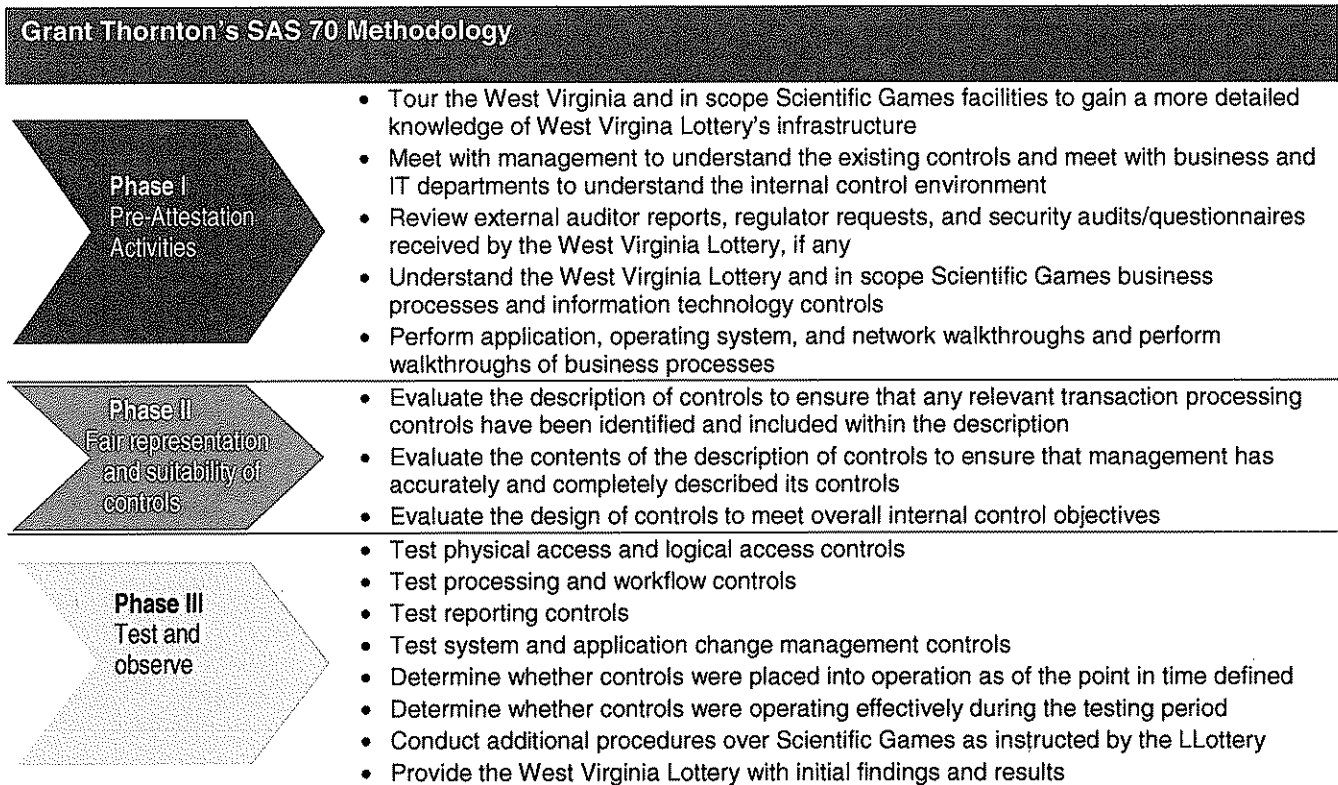 Grant Thornton's SAS 70 Methodology
Phase I
Pre-Attestation
Activities
• Tour the West Virginia and in scope Scientific Games facilities to gain a more detailed
knowledge of West Virgina Lottery's infrastructure
• Meet with management to understand the existing controls and meet with business and
IT departments to understand the internal control environment
• Review external auditor reports, regulator requests, and security audits/questionnaires
received by the West Virginia Lottery, if any
• Understand the West Virginia Lottery and in scope Scientific Games business
processes and information technology controls
• Perform application, operating system, and network walkthroughs and perform
walkthroughs of business processes
Phase II
Fair representation
and suitability of
controls
• Evaluate the description of controls to ensure that any relevant transaction processing
controls have been identified and included within the description
• Evaluate the contents of the description of controls to ensure that management has
accurately and completely described its controls
• Evaluate the design of controls to meet overall internal control objectives
Phase III
Test and
observe
• Test physical access and logical access controls
• Test processing and workflow controls
• Test reporting controls
• Test system and application change management controls
• Determine whether controls were placed into operation as of the point in time defined
• Determine whether controls were operating effectively during the testing period
• Conduct additional procedures over Scientific Games as instructed by the LLottery
• Provide the West Virginia Lottery with initial findings and results